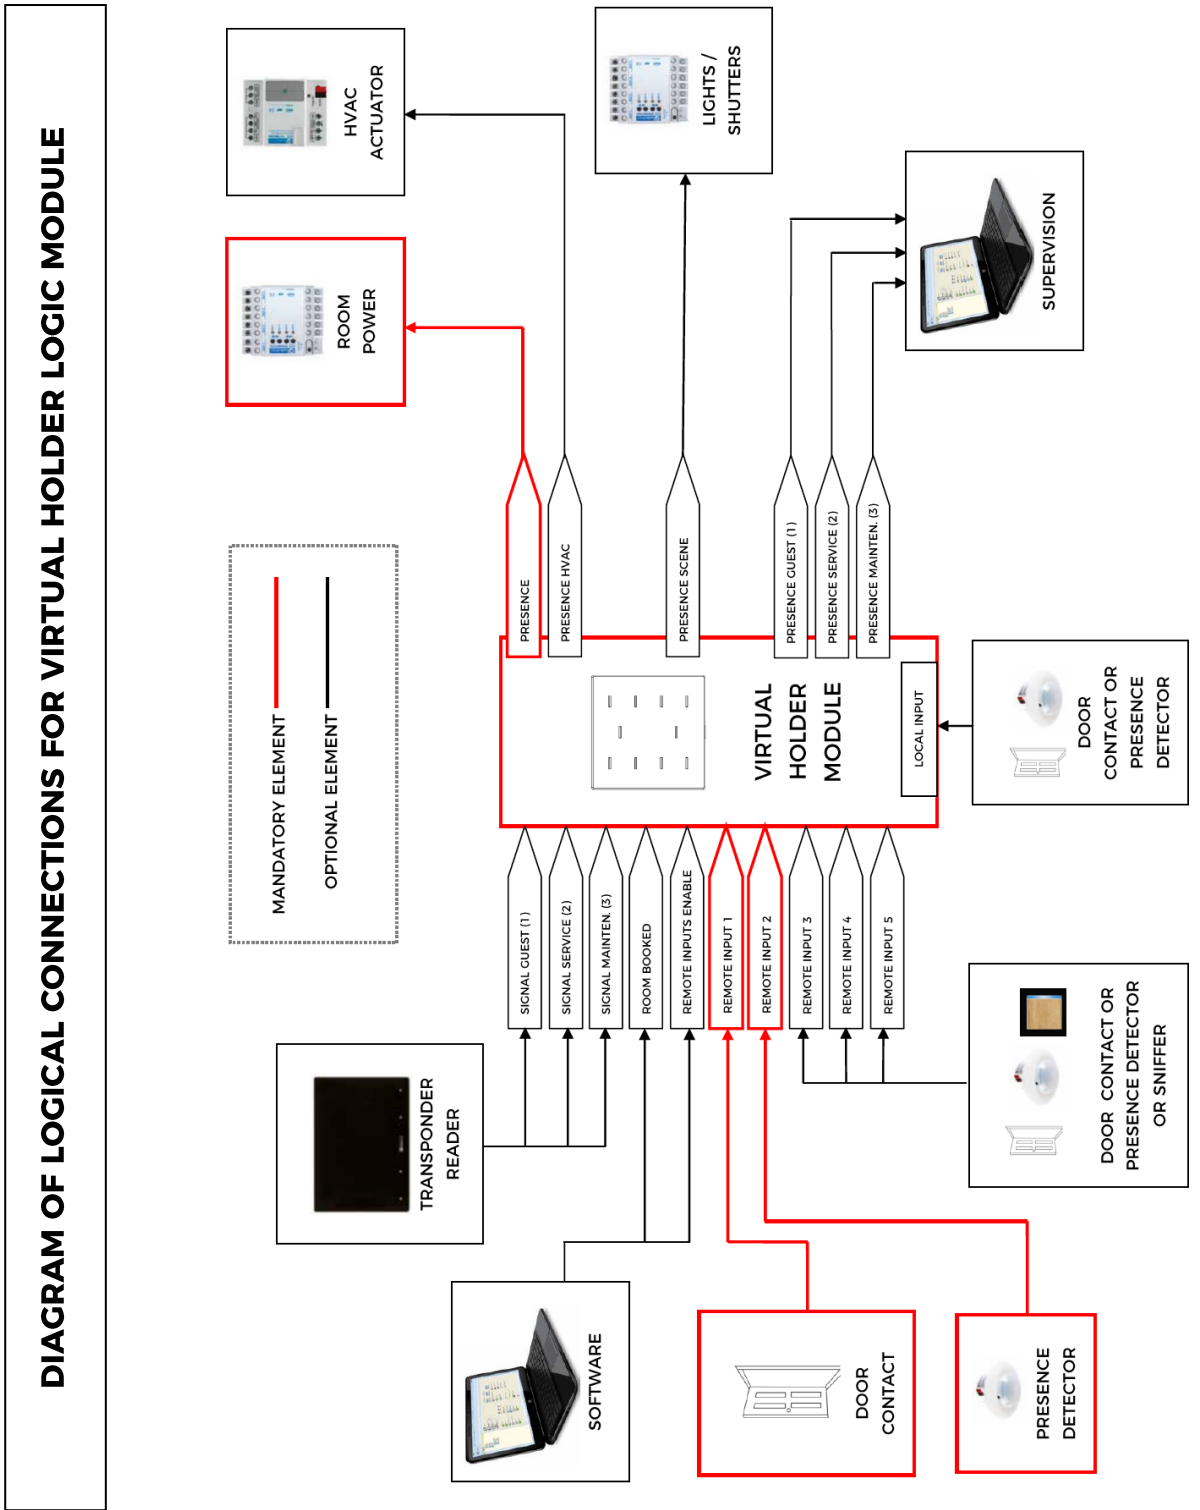 DIAGRAM OF LOGICAL CONNECTIONS FOR VIRTUAL HOLDER LOGIC MODULE
MANDATORY ELEMENT
OPTIONAL ELEMENT
ROOM
POWER
HVAC
ACTUATOR
LIGHTS /
SHUTTERS
SUPERVISION
TRANSPONDER
READER
SOFTWARE
DOOR
CONTACT
PRESENCE
DETECTOR
DOOR CONTACT OR
PRESENCE DETECTOR
OR SNIFFER
SIGNAL GUEST (1)
SIGNAL SERVICE (2)
SIGNAL MAINTEN. (3)
ROOM BOOKED
REMOTE INPUTS ENABLE
REMOTE INPUT 1
REMOTE INPUT 2
REMOTE INPUT 3
REMOTE INPUT 4
REMOTE INPUT 5
VIRTUAL
HOLDER
MODULE
LOCAL INPUT
PRESENCE
PRESENCE HVAC
PRESENCE SCENE
PRESENCE GUEST (1)
PRESENCE SERVICE (2)
PRESENCE MAINTEN. (3)
DOOR
CONTACT OR
PRESENCE
DETECTOR